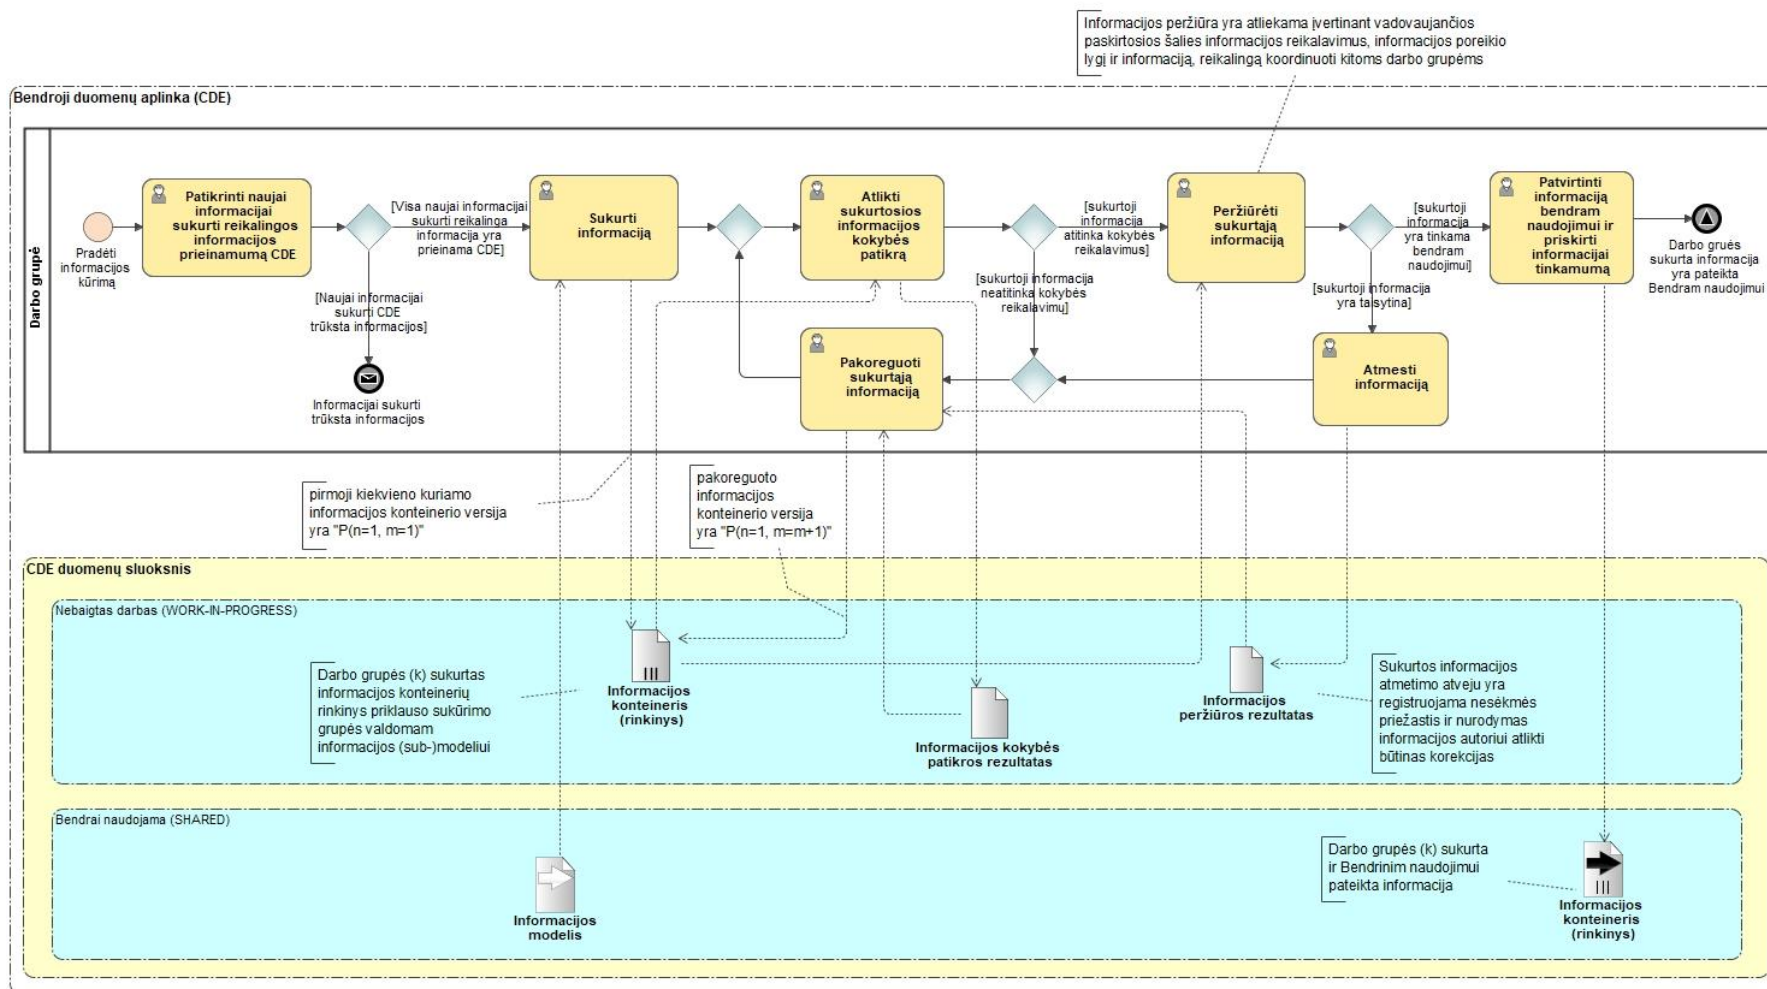 Informacijos peržiūra yra atliekama įvertinant vadovaujančios
paskirtosios šalies informacijos reikalavimus, informacijos poreikio
lygį ir informaciją, reikalingą koordinuoti kitoms darbo grupėms
Bendroji duomenų aplinka (CDE)
Darbo grupė
Pradėti
informacijos
kūrimą
Patikrinti naujai
informacijai
sukurti reikalingos
informacijos
prieinamumą CDE
[Visa naujai informacijai
sukurti reikalinga
informacija yra
prieinama CDE]
[Naujai informacijai
sukurti CDE
trūksta informacijos]
Informacijai sukurti
trūksta informacijos
Sukurti
informaciją
Atlikti
sukurtosios
informacijos
kokybės
patikrą
[sukurtoji
informacija
atitinka kokybės
reikalavimus]
[sukurtoji informacija
neatitinka kokybės
reikalavimų]
Pakoreguoti
sukurtąją
informaciją
Peržiūrėti
sukurtąją
informaciją
[sukurtoji
informacija
yra tinkama
bendram
naudojimui]
[sukurtoji informacija
yra taisytina]
Atmesti
informaciją
Patvirtinti
informaciją
bendram
naudojimui ir
priskirti
informacijai
tinkamumą
Darbo gruės
sukurta informacija
yra pateikta
Bendram naudojimui
pirmoji kiekvieno kuriamo
informacijos konteinerio versija
yra "P(n=1, m=1)"
pakoreguoto
informacijos
konteinerio versija
yra "P(n=1, m=m+1)"
CDE duomenų sluoksnis
Nebaigtas darbas (WORK-IN-PROGRESS)
Darbo grupės (k) sukurtas
informacijos konteinerių
rinkinys priklauso sukūrimo
grupės valdomam
informacijos (sub-)modeliui
Informacijos
konteineris
(rinkinys)
Informacijos kokybės
patikros rezultatas
Informacijos
peržiūros rezultatas
Sukurtos informacijos
atmetimo atveju yra
registruojama nesėkmės
priežastis ir nurodymas
informacijos autoriui atlikti
būtinas korekcijas
Bendrai naudojama (SHARED)
Informacijos
modelis
Darbo grupės (k) sukurta
ir Bendrinim naudojimui
pateikta informacija
Informacijos
konteineris
(rinkinys)